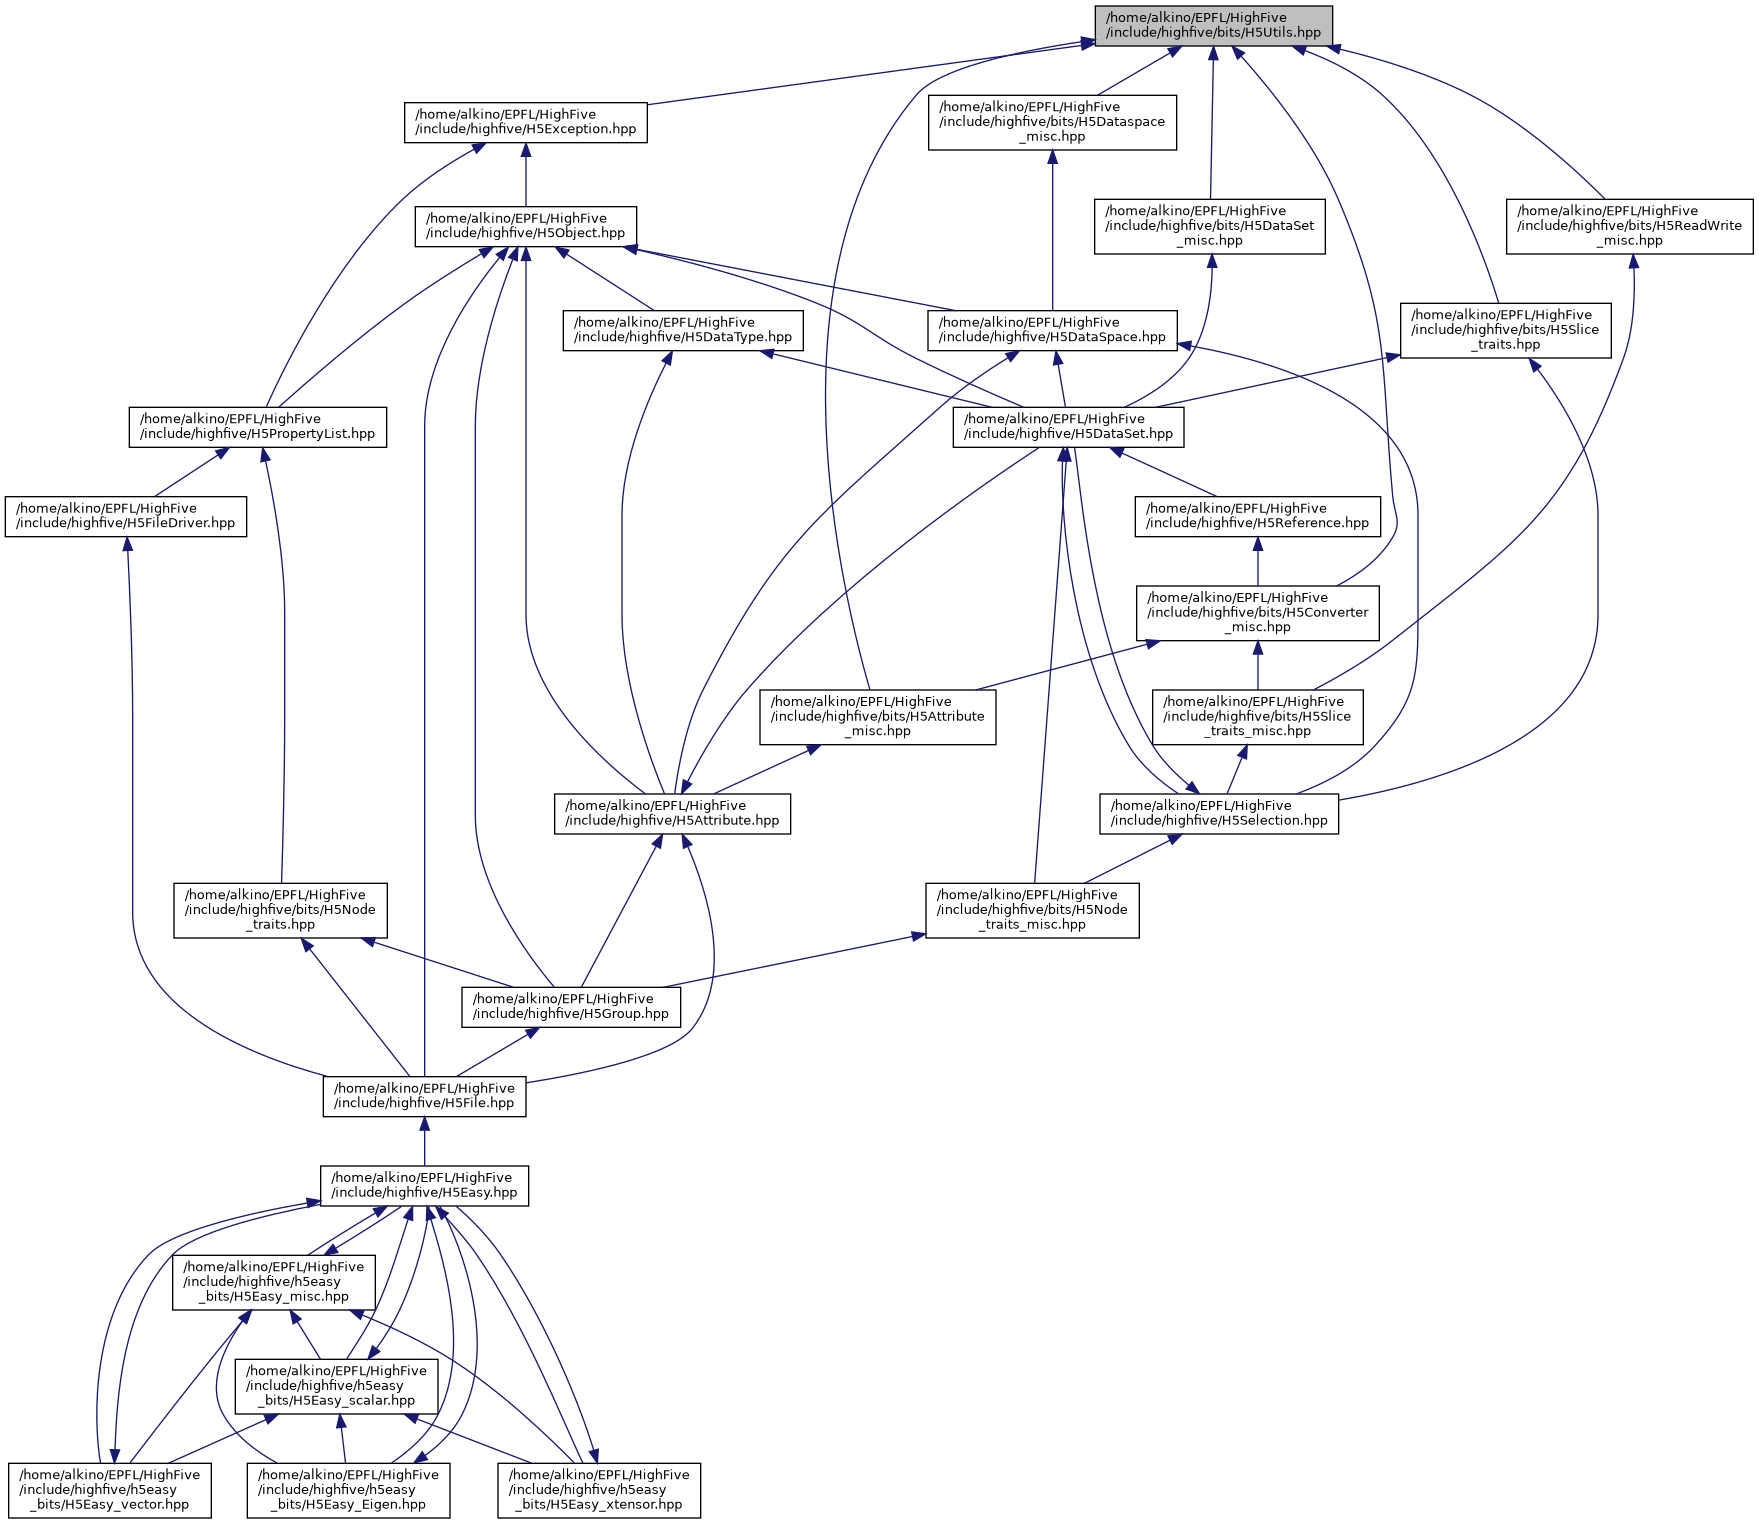 /home/alkino/EPFL/HighFive
/include/highfive/bits/H5Utils.hpp
/home/alkino/EPFL/HighFive
/include/highfive/H5Exception.hpp
/home/alkino/EPFL/HighFive
/include/highfive/bits/H5Dataspace
_misc.hpp
/home/alkino/EPFL/HighFive
/include/highfive/H5Object.hpp
/home/alkino/EPFL/HighFive
/include/highfive/bits/H5DataSet
_misc.hpp
/home/alkino/EPFL/HighFive
/include/highfive/bits/H5ReadWrite
_misc.hpp
/home/alkino/EPFL/HighFive
/include/highfive/H5DataType.hpp
/home/alkino/EPFL/HighFive
/include/highfive/H5DataSpace.hpp
/home/alkino/EPFL/HighFive
/include/highfive/bits/H5Slice
_traits.hpp
/home/alkino/EPFL/HighFive
/include/highfive/H5PropertyList.hpp
/home/alkino/EPFL/HighFive
/include/highfive/H5DataSet.hpp
/home/alkino/EPFL/HighFive
/include/highfive/H5FileDriver.hpp
/home/alkino/EPFL/HighFive
/include/highfive/H5Reference.hpp
/home/alkino/EPFL/HighFive
/include/highfive/bits/H5Converter
_misc.hpp
/home/alkino/EPFL/HighFive
/include/highfive/bits/H5Attribute
_misc.hpp
/home/alkino/EPFL/HighFive
/include/highfive/bits/H5Slice
_traits_misc.hpp
/home/alkino/EPFL/HighFive
/include/highfive/H5Attribute.hpp
/home/alkino/EPFL/HighFive
/include/highfive/H5Selection.hpp
/home/alkino/EPFL/HighFive
/include/highfive/bits/H5Node
_traits.hpp
/home/alkino/EPFL/HighFive
/include/highfive/bits/H5Node
_traits_misc.hpp
/home/alkino/EPFL/HighFive
/include/highfive/H5Group.hpp
/home/alkino/EPFL/HighFive
/include/highfive/H5File.hpp
/home/alkino/EPFL/HighFive
/include/highfive/H5Easy.hpp
/home/alkino/EPFL/HighFive
/include/highfive/h5easy
_bits/H5Easy_misc.hpp
/home/alkino/EPFL/HighFive
/include/highfive/h5easy
_bits/H5Easy_scalar.hpp
/home/alkino/EPFL/HighFive
/include/highfive/h5easy
_bits/H5Easy_vector.hpp
/home/alkino/EPFL/HighFive
/include/highfive/h5easy
_bits/H5Easy_Eigen.hpp
/home/alkino/EPFL/HighFive
/include/highfive/h5easy
_bits/H5Easy_xtensor.hpp